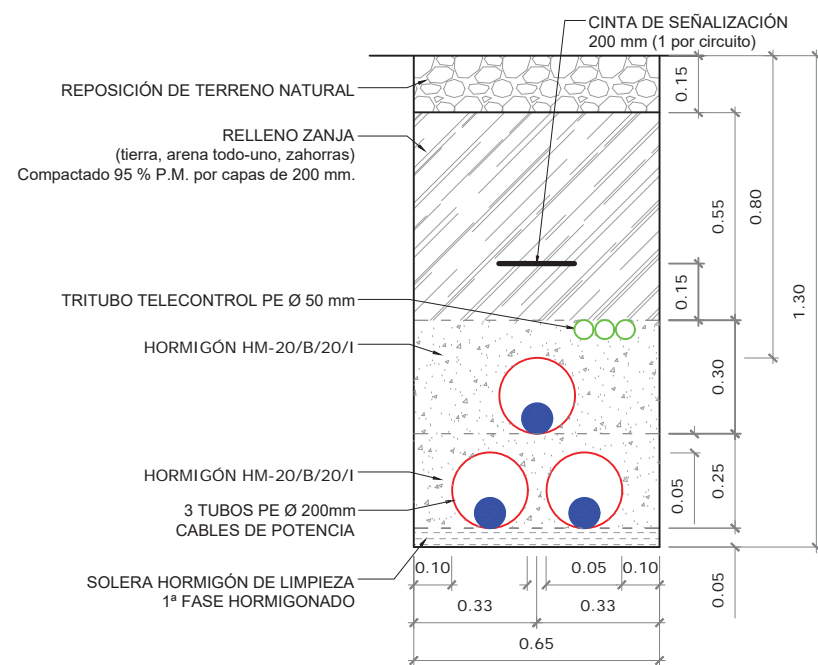 CINTA DE SEÑALIZACIÓN
200 mm (1 por circuito)
REPOSICIÓN DE TERRENO NATURAL
RELLENO ZANJA
(tierra, arena todo-uno, zahorras)
Compactado 95 % P.M. por capas de 200 mm.
TRITUBO TELECONTROL PE Ø 50 mm
HORMIGÓN HM-20/B/20/I
HORMIGÓN HM-20/B/20/I
3 TUBOS PE Ø 200mm
CABLES DE POTENCIA
SOLERA HORMIGÓN DE LIMPIEZA
1ª FASE HORMIGONADO
0.15
0.55
0.80
0.15
1.30
0.30
0.05
0.25
0.05
0.10
0.05
0.10
0.33
0.33
0.65